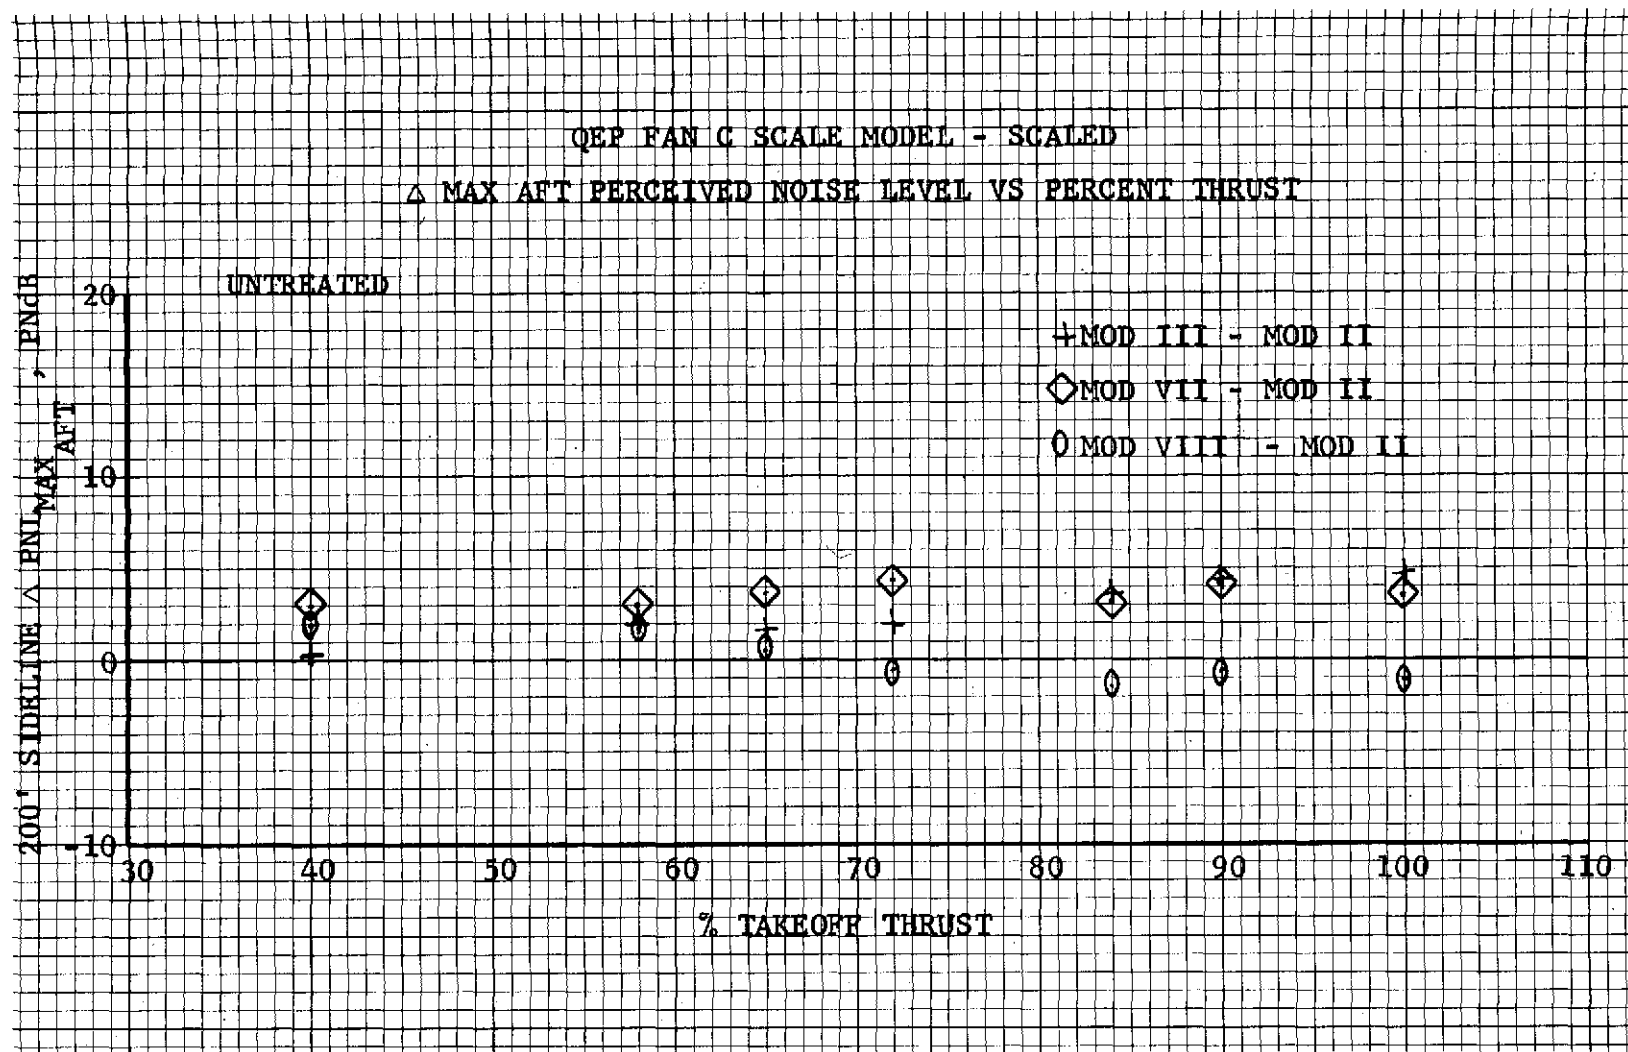 QEP FAN C SCALE MODEL - SCALED
△ MAX AFT PERCEIVED NOISE LEVEL VS PERCENT THRUST
UNTREATED
+ MOD III - MOD II
◇ MOD VII - MOD II
0 MOD VIII - MOD II
200' SIDELINE △ PNL MAX AFT , PNdB
20
10
0
-10
30 40 50 60 70 80 90 100 110
% TAKEOFF THRUST